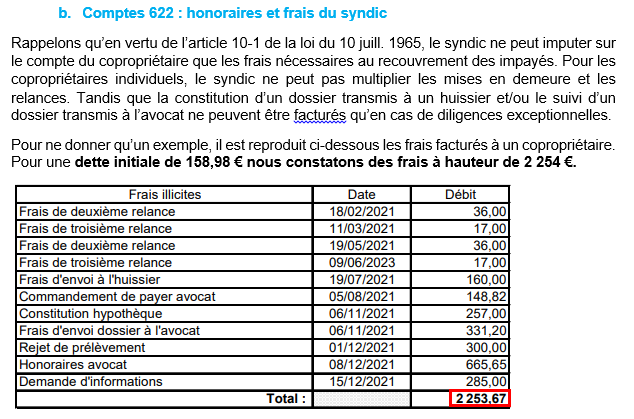 b. Comptes 622 : honoraires et frais du syndic
Rappelons qu'en vertu de l'article 10-1 de la loi du 10 juill. 1965, le syndic ne peut imputer sur
le compte du copropriétaire que les frais nécessaires au recouvrement des impayés. Pour les
copropriétaires individuels, le syndic ne peut pas multiplier les mises en demeure et les
relances. Tandis que la constitution d'un dossier transmis à un huissier et/ou le suivi d'un
dossier transmis à l'avocat ne peuvent être facturés qu'en cas de diligences exceptionnelles.
Pour ne donner qu'un exemple, il est reproduit ci-dessous les frais facturés à un copropriétaire.
Pour une dette initiale de 158,98 € nous constatons des frais à hauteur de 2 254 €.
Frais illicites Date Débit
Frais de deuxième relance 18/02/2021 36,00
Frais de troisième relance 11/03/2021 17,00
Frais de deuxième relance 19/05/2021 36,00
Frais de troisième relance 09/06/2023 17,00
Frais d'envoi à l'huissier 19/07/2021 160,00
Commandement de payer avocat 05/08/2021 148,82
Constitution hypothèque 06/11/2021 257,00
Frais d'envoi dossier à l'avocat 06/11/2021 331,20
Rejet de prélèvement 01/12/2021 300,00
Honoraires avocat 08/12/2021 665,65
Demande d'informations 15/12/2021 285,00
Total : 2 253,67